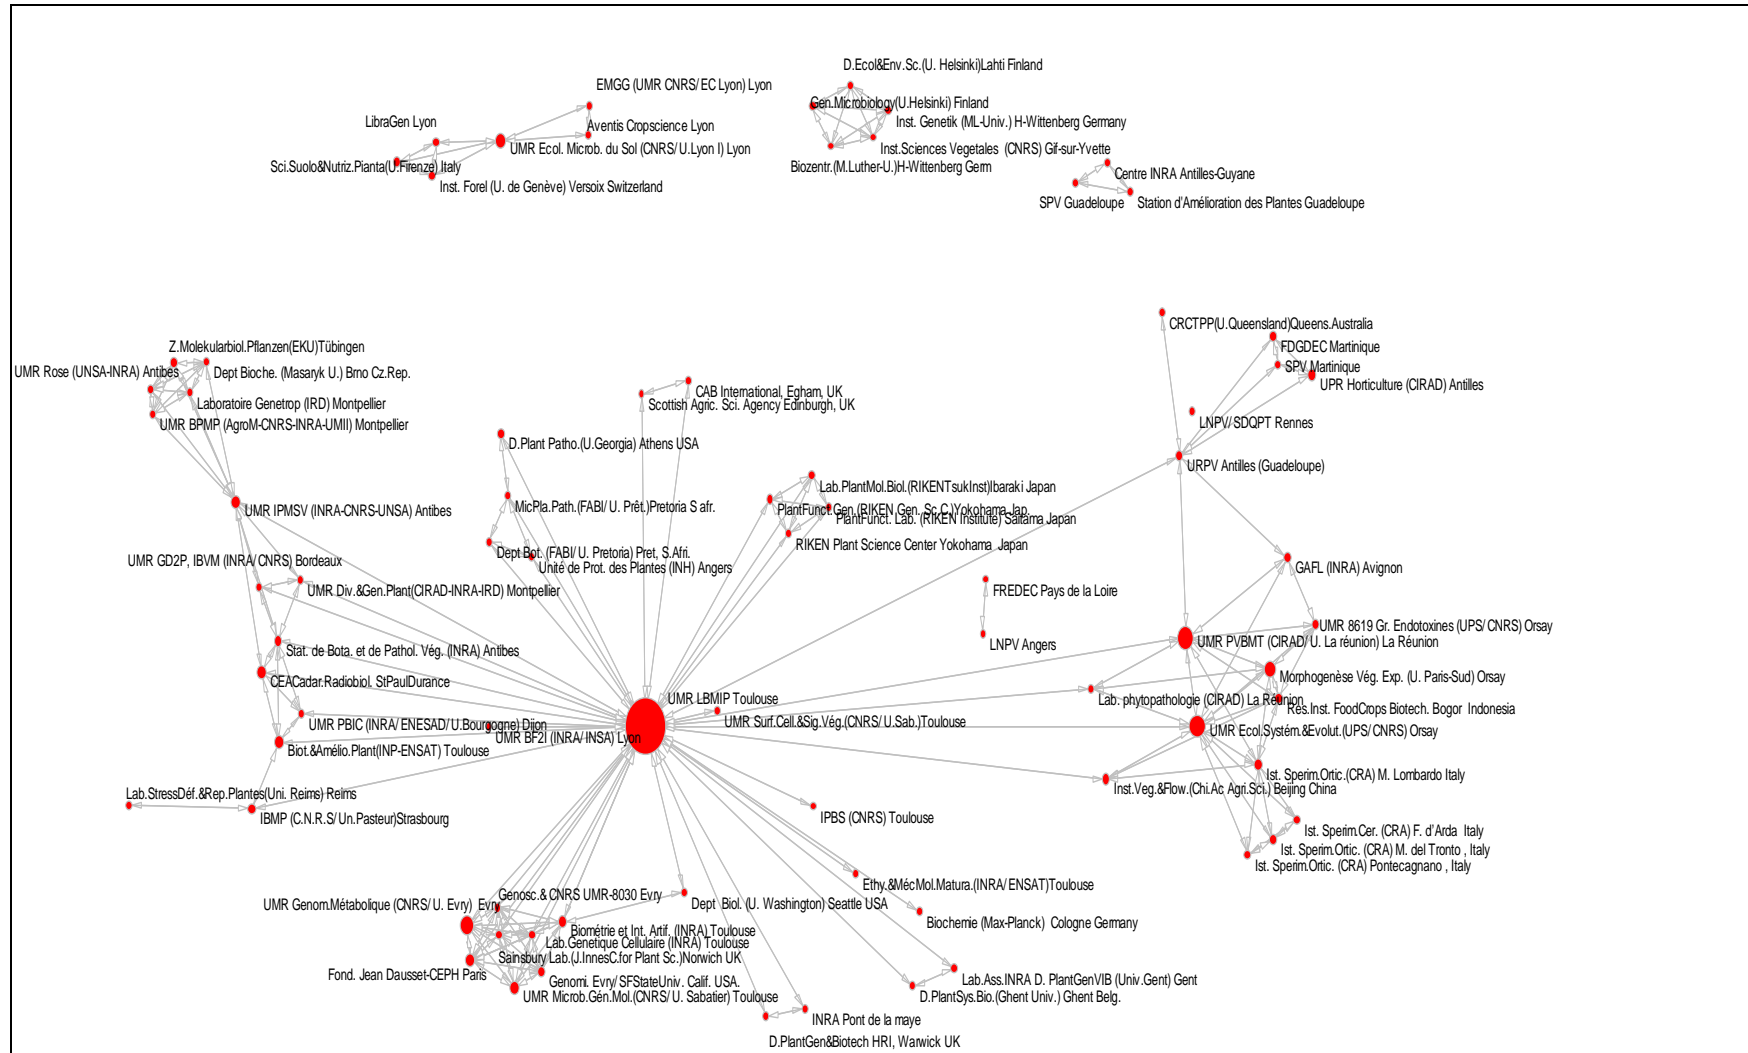 D.Ecol&Env.Sc.(U. Helsinki)Lahti Finland
EMGG (UMR CNRS/ EC Lyon) Lyon
Gen.Microbiology(U.Helsinki) Finland
LibraGen Lyon
Aventis Cropscience Lyon
Inst. Genetik (ML-Univ.) H-Wittenberg Germany
UMR Ecol. Microb. du Sol (CNRS/ U.Lyon I) Lyon
Inst.Sciences Vegetales (CNRS) Gif-sur-Yvette
Sci.Suolo&Nutriz.Pianta(U.Firenze) Italy
Biozentr.(M.Luther-U.)H-Wittenberg Germ
Centre INRA Antilles-Guyane
Inst. Forel (U. de Genève) Versoix Switzerland
SPV Guadeloupe
Station d'Amélioration des Plantes Guadeloupe
CRCTPP(U.Queensland)Queens.Australia
Z.Molekularbiol.Pflanzen(EKU)Tübingen
FDGDEC Martinique
UMR Rose (UNSA-INRA) Antibes
Dept Bioche. (Masaryk U.) Brno Cz.Rep.
SPV Martinique
UPR Horticulture (CIRAD) Antilles
CAB International, Egham, UK
Laboratoire Genetrop (IRD) Montpellier
Scottish Agric. Sci. Agency Edinburgh, UK
UMR BPMP (AgroM-CNRS-INRA-UMII) Montpellier
LNPV/ SDQPT Rennes
D.Plant Patho.(U.Georgia) Athens USA
URPV Antilles (Guadeloupe)
Lab.PlantMol.Biol.(RIKENTsukInst)Ibaraki Japan
UMR IPMSV (INRA-CNRS-UNSA) Antibes
MicPla.Path.(FABI/ U. Prêt.)Pretoria S afr.
PlantFunct.Gen.(RIKEN Gen. Sc.C.)Yokohama Jap.
PlantFunct. Lab. (RIKEN Institute) Saitama Japan
RIKEN Plant Science Center Yokohama Japan
UMR GD2P, IBVM (INRA/ CNRS) Bordeaux
Dept Bot. (FABI/ U. Pretoria) Pret, S.Afri.
Unité de Prot. des Plantes (INH) Angers
GAFL (INRA) Avignon
UMR Div.&Gen.Plant(CIRAD-INRA-IRD) Montpellier
FREDEC Pays de la Loire
UMR 8619 Gr. Endotoxines (UPS/ CNRS) Orsay
LNPV Angers
UMR PVBMT (CIRAD/ U. La réunion) La Réunion
Stat. de Bota. et de Pathol. Vég. (INRA) Antibes
Morphogenèse Vég. Exp. (U. Paris-Sud) Orsay
CEACadar.Radiobiol. StPaulDurance
UMR LBMIP Toulouse
Lab. phytopathologie (CIRAD) La Réunion
Res.Inst. FoodCrops Biotech. Bogor Indonesia
UMR PBIC (INRA/ ENESAD/ U.Bourgogne) Dijon
UMR Surf.Cell.&Sig.Vég.(CNRS/ U.Sab.)Toulouse
UMR BF2I (INRA/ INSA) Lyon
UMR Ecol.Systém.&Evolut.(UPS/ CNRS) Orsay
Biot.&Amélio.Plant(INP-ENSAT) Toulouse
Ist. Sperim.Ortic.(CRA) M. Lombardo Italy
Inst.Veg.&Flow.(Chi.Ac Agri.Sci.) Beijing China
Lab.StressDéf.&Rep.Plantes(Uni. Reims) Reims
IBMP (C.N.R.S/ Un.Pasteur)Strasbourg
IPBS (CNRS) Toulouse
Ist. Sperim.Cer. (CRA) F. d'Arda Italy
Ist. Sperim.Ortic. (CRA) M. del Tronto , Italy
Ist. Sperim.Ortic. (CRA) Pontecagnano , Italy
Ethy.&MécMol.Matura.(INRA/ ENSAT)Toulouse
Genosc.& CNRS UMR-8030 Evry
UMR Genom.Métabolique (CNRS/ U. Evry) Evry
Dept Biol. (U. Washington) Seattle USA
Biochemie (Max-Planck) Cologne Germany
Biométrie et Int. Artif. (INRA) Toulouse
Lab.Genetique Cellulaire (INRA) Toulouse
Sainsbury Lab.(J.InnesC.for Plant Sc.)Norwich UK
Fond. Jean Dausset-CEPH Paris
Genomi. Evry/ SFStateUniv. Calif. USA.
Lab.Ass.INRA D. PlantGenVIB (Univ.Gent) Gent
UMR Microb.Gén.Mol.(CNRS/ U. Sabatier) Toulouse
D.PlantSys.Bio.(Ghent Univ.) Ghent Belg.
INRA Pont de la maye
D.PlantGen&Biotech HRI, Warwick UK